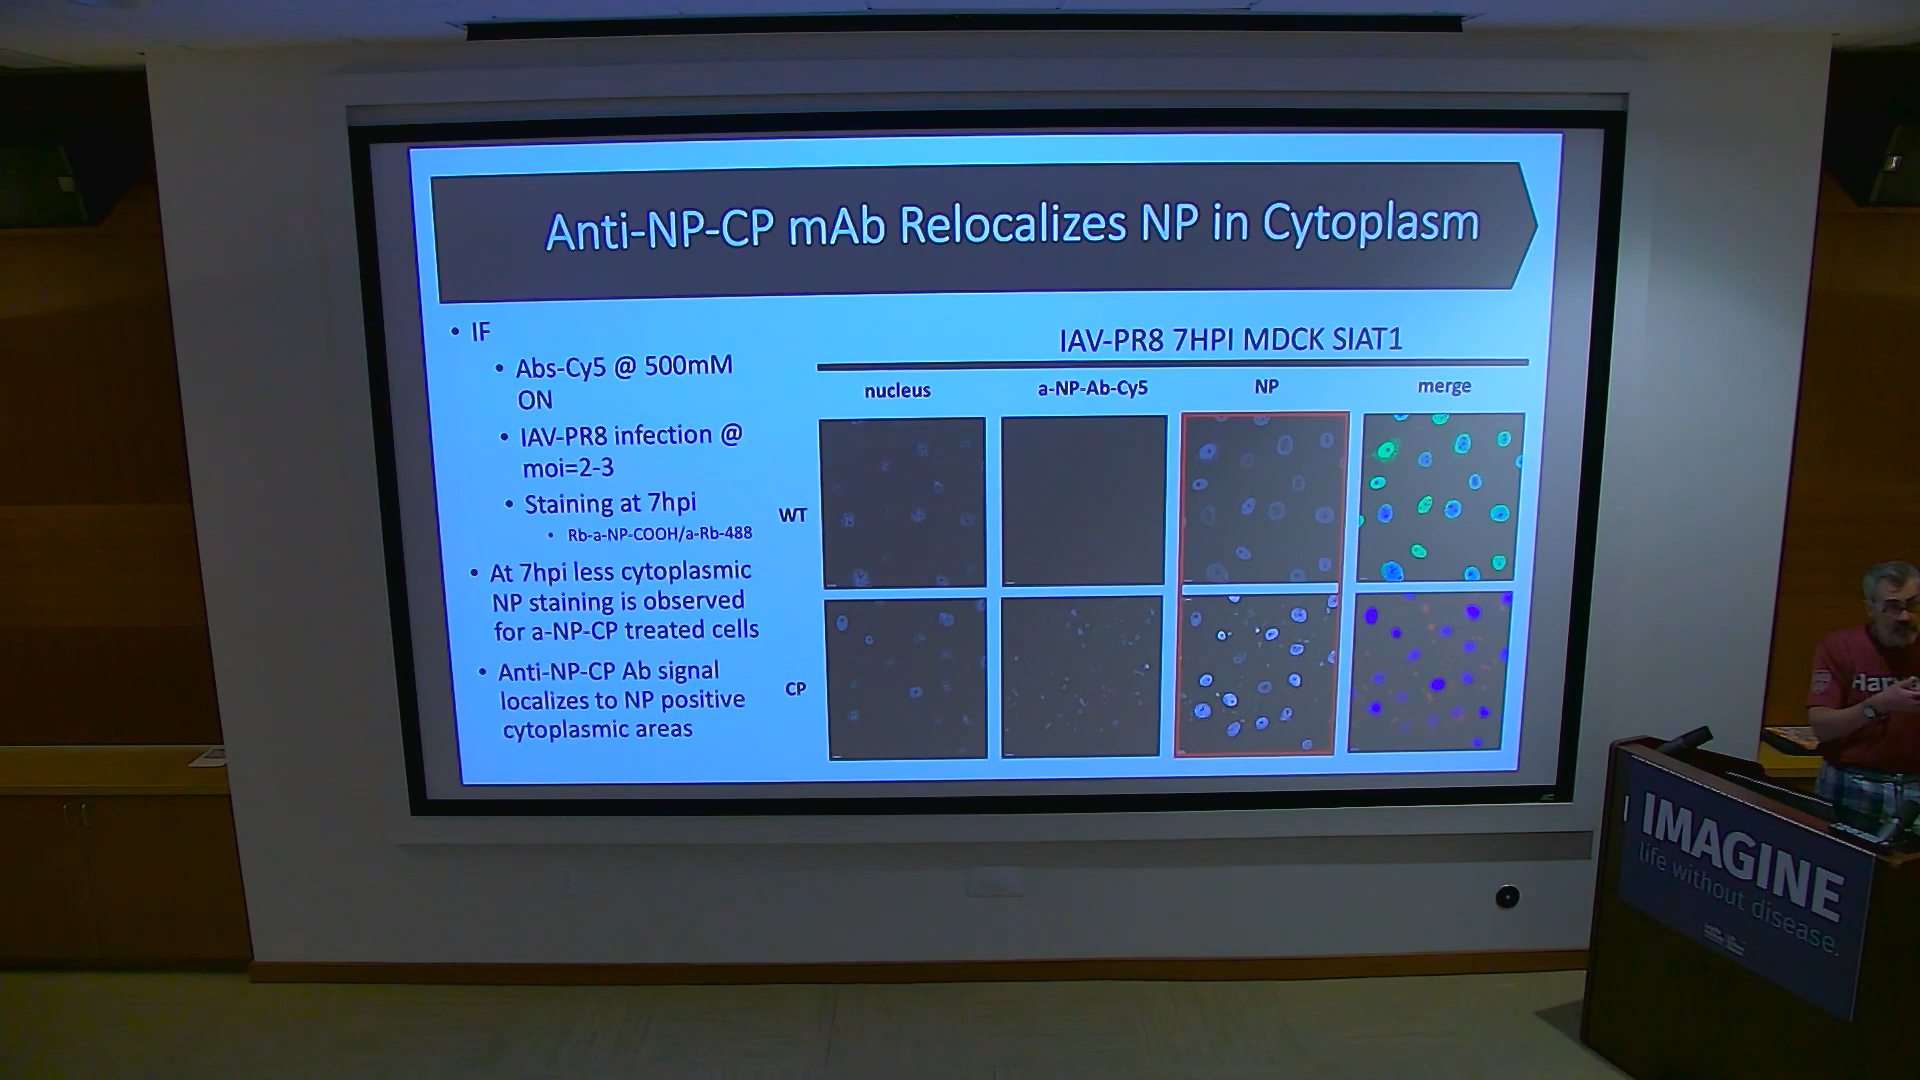 Anti-NP-CP mAb Relocalizes NP in Cytoplasm
• IF
• Abs-Cy5 @ 500mM
ON
• IAV-PR8 infection @
moi=2-3
• Staining at 7hpi
• Rb-a-NP-COOH/a-Rb-488
• At 7hpi less cytoplasmic
NP staining is observed
for a-NP-CP treated cells
• Anti-NP-CP Ab signal
localizes to NP positive
cytoplasmic areas
IAV-PR8 7HPI MDCK SIAT1
nucleus a-NP-Ab-Cy5 NP merge
WT
CP
Har
IMAGINE
life without disease.